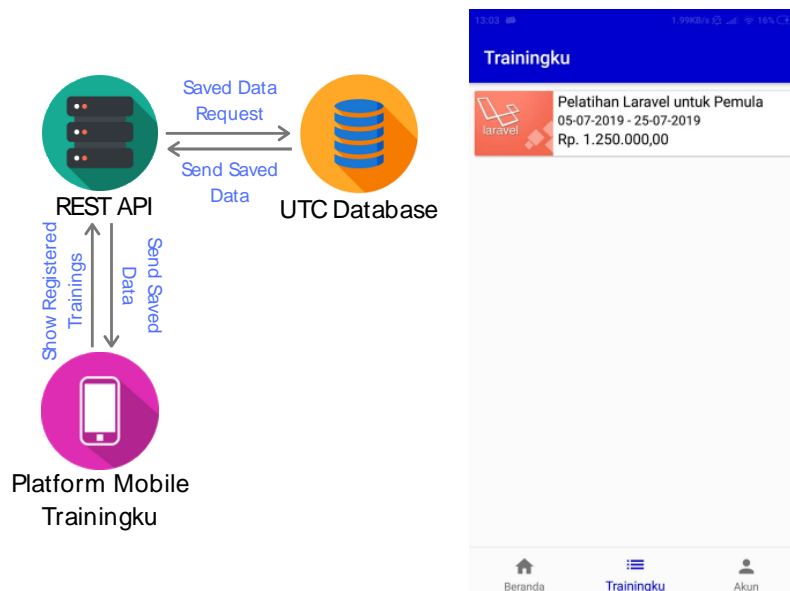 Saved Data
Request
Send Saved
Data
REST API
UTC Database
Show Registered
Trainings
Send Saved
Data
Platform Mobile
Trainingku
13:03
1.99KB/s
16%
Trainingku
laravel
Pelatihan Laravel untuk Pemula
05-07-2019 - 25-07-2019
Rp. 1.250.000,00
Beranda
Trainingku
Akun